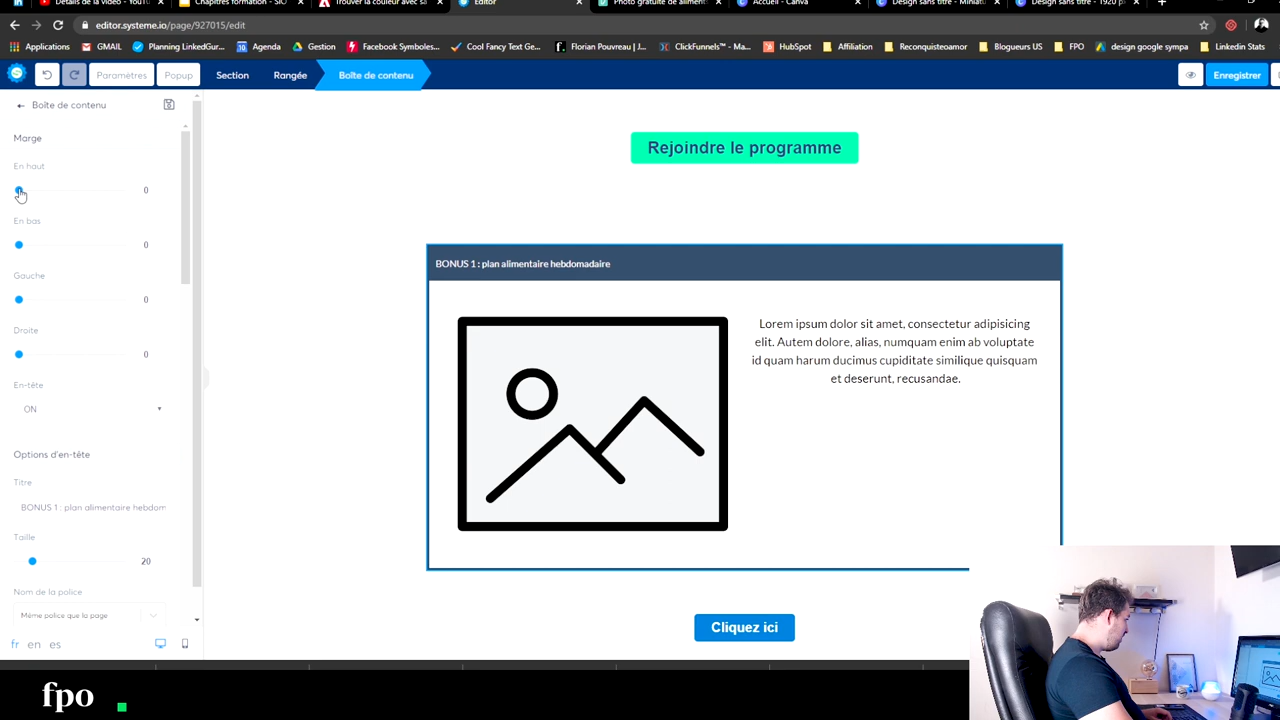 Détails de la vidéo - YouTu
Chapitres formation - SIO
Trouver la couleur avec sa
Editor
Photo gratuite de aliment
Accueil - Canva
Design sans titre - Miniatu
Design sans titre - 1920 p
editor.systeme.io/page/927015/edit
Applications
GMAIL
Planning LinkedGur...
Agenda
Gestion
Facebook Symboles...
Cool Fancy Text Ge...
Florian Pouvreau | J...
ClickFunnels™ - Ma...
HubSpot
Affiliation
Reconquisteamor
Blogueurs US
FPO
design google sympa
Linkedin Stats
Paramètres
Popup
Section
Rangée
Boîte de contenu
Enregistrer
Boîte de contenu
Marge
En haut
0
En bas
0
Gauche
0
Droite
0
En-tête
ON
Options d'en-tête
Titre
BONUS 1 : plan alimentaire hebdom
Taille
20
Nom de la police
Même police que la page
fr en es
Rejoindre le programme
BONUS 1 : plan alimentaire hebdomadaire
Lorem ipsum dolor sit amet, consectetur adipisicing
elit. Autem dolore, alias, numquam enim ab voluptate
id quam harum ducimus cupiditate similique quisquam
et deserunt, recusandae.
Cliquez ici
fpo